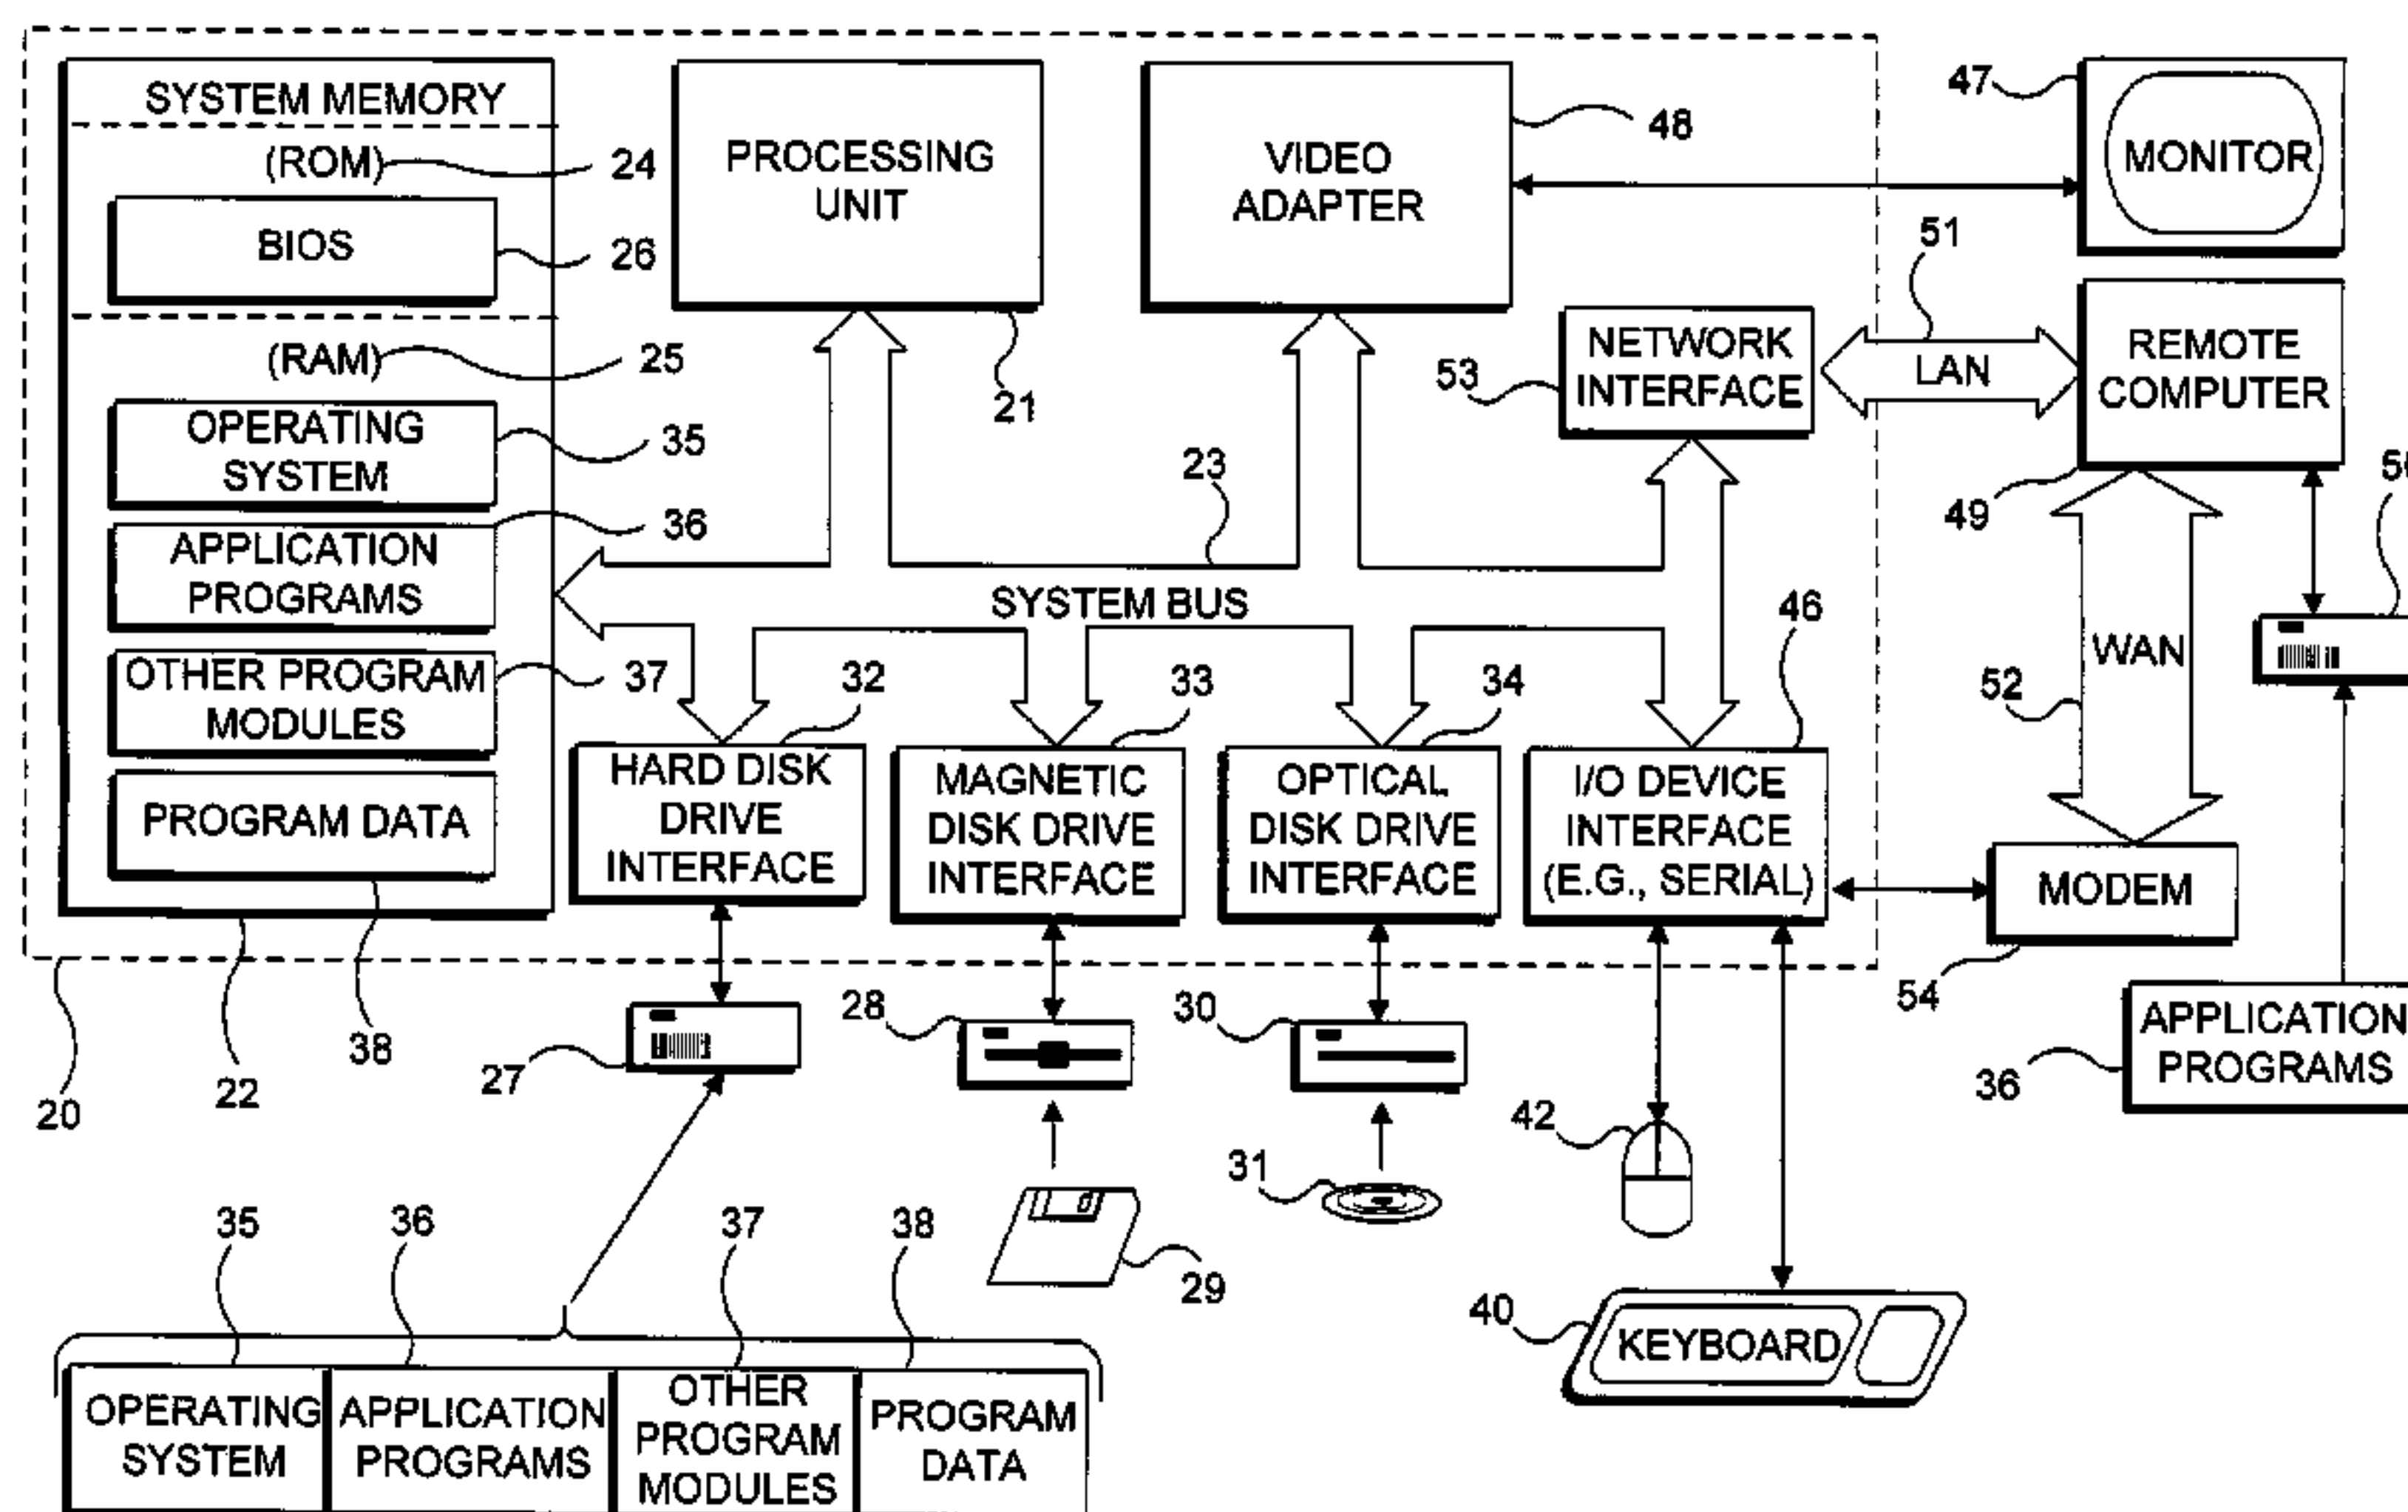 SYSTEM MEMORY
(ROM)
24
BIOS
26
(RAM)
25
OPERATING
SYSTEM
35
APPLICATION
PROGRAMS
36
OTHER PROGRAM
MODULES
37
PROGRAM DATA
38
22
20
PROCESSING
UNIT
21
VIDEO
ADAPTER
48
47
MONITOR
NETWORK
INTERFACE
53
51
LAN
REMOTE
COMPUTER
49
23
SYSTEM BUS
HARD DISK
DRIVE
INTERFACE
32
MAGNETIC
DISK DRIVE
INTERFACE
33
OPTICAL
DISK DRIVE
INTERFACE
34
I/O DEVICE
INTERFACE
(E.G., SERIAL)
46
WAN
52
MODEM
54
APPLICATION
PROGRAMS
36
27
28
29
30
31
42
40
KEYBOARD
35
36
37
38
OPERATING
SYSTEM
APPLICATION
PROGRAMS
OTHER
PROGRAM
MODULES
PROGRAM
DATA